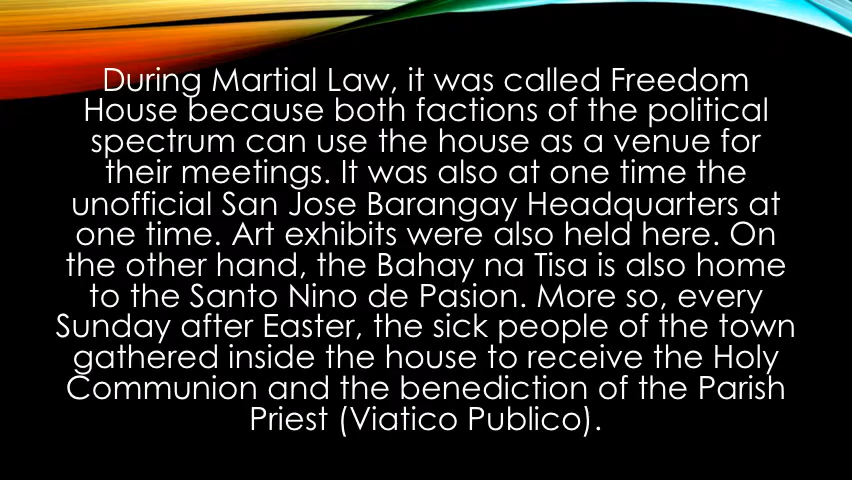 During Martial Law, it was called Freedom
House because both factions of the political
spectrum can use the house as a venue for
their meetings. It was also at one time the
unofficial San Jose Barangay Headquarters at
one time. Art exhibits were also held here. On
the other hand, the Bahay na Tisa is also home
to the Santo Nino de Pasion. More so, every
Sunday after Easter, the sick people of the town
gathered inside the house to receive the Holy
Communion and the benediction of the Parish
Priest (Viatico Publico).